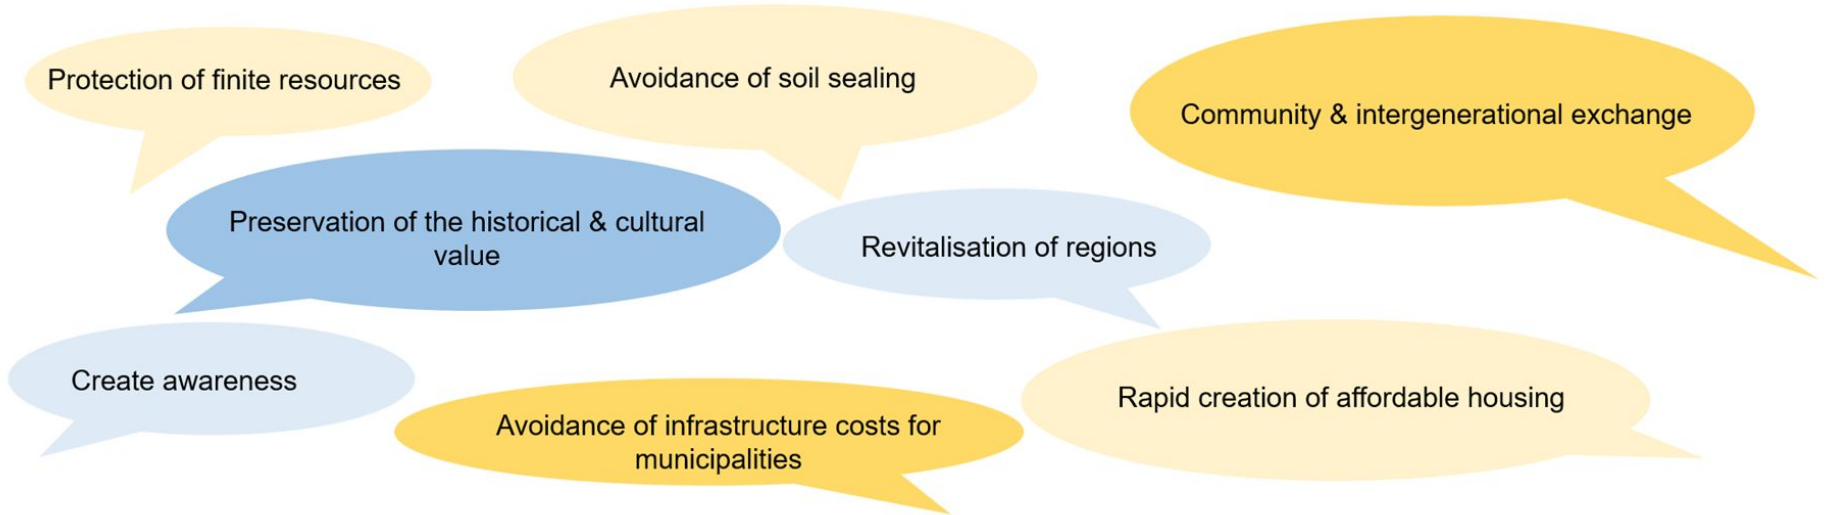 Protection of finite resources
Avoidance of soil sealing
Community & intergenerational exchange
Preservation of the historical & cultural
value
Revitalisation of regions
Create awareness
Avoidance of infrastructure costs for
municipalities
Rapid creation of affordable housing